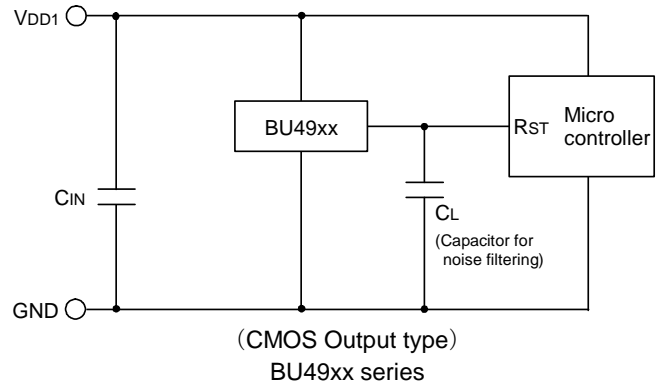 VDD1
BU49xx
RST
Micro
controller
CIN
CL
(Capacitor for
noise filtering)
GND
（CMOS Output type）
BU49xx series